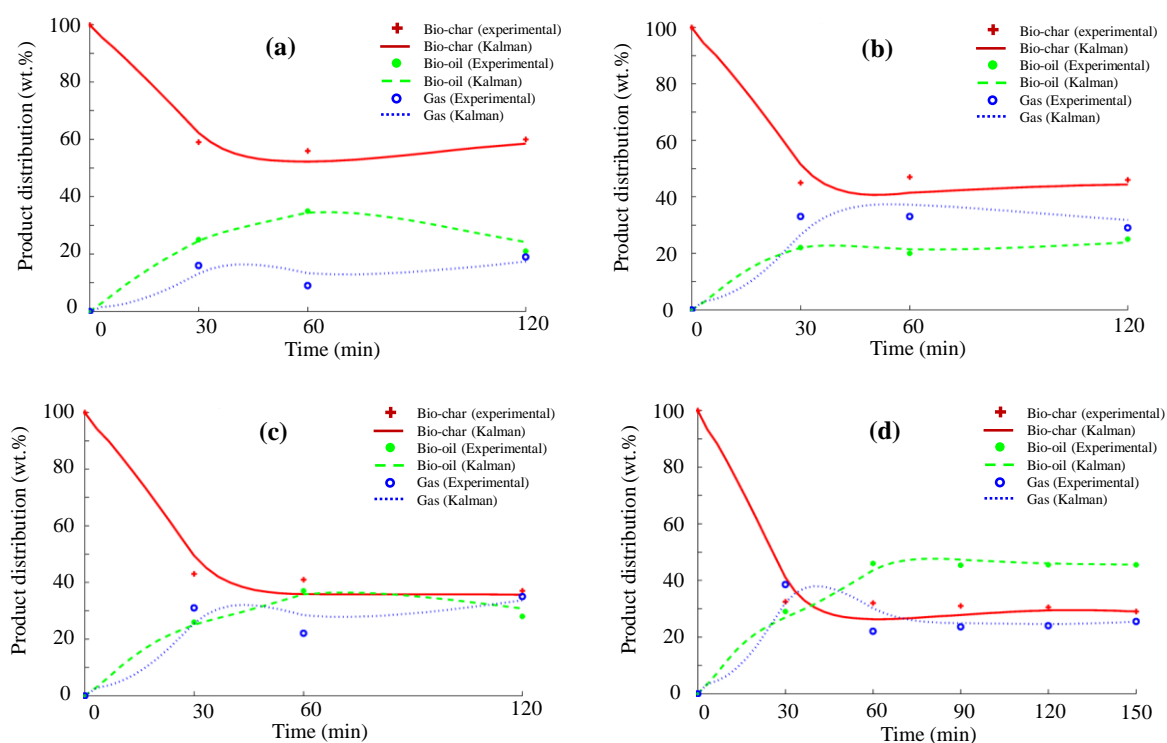 100
80
60
40
20
0
Product distribution (wt.%)
(a)
Bio-char (experimental)
Bio-char (Kalman)
Bio-oil (Experimental)
Bio-oil (Kalman)
Gas (Experimental)
Gas (Kalman)
0 30 60 120
Time (min)
100
80
60
40
20
0
Product distribution (wt.%)
(b)
Bio-char (experimental)
Bio-char (Kalman)
Bio-oil (Experimental)
Bio-oil (Kalman)
Gas (Experimental)
Gas (Kalman)
0 30 60 120
Time (min)
100
80
60
40
20
0
Product distribution (wt.%)
(c)
Bio-char (experimental)
Bio-char (Kalman)
Bio-oil (Experimental)
Bio-oil (Kalman)
Gas (Experimental)
Gas (Kalman)
0 30 60 120
Time (min)
100
80
60
40
20
0
Product distribution (wt.%)
(d)
Bio-char (experimental)
Bio-char (Kalman)
Bio-oil (Experimental)
Bio-oil (Kalman)
Gas (Experimental)
Gas (Kalman)
0 30 60 90 120 150
Time (min)